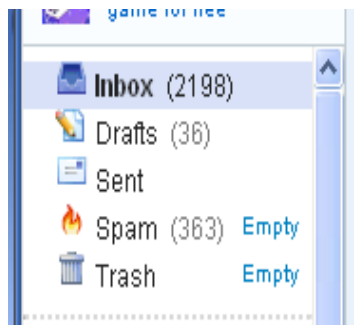 game for free
Inbox (2198)
Drafts (36)
Sent
Spam (363) Empty
Trash Empty